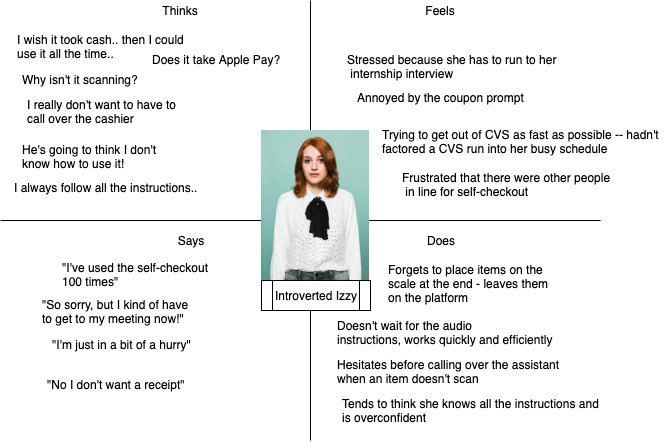 Thinks
I wish it took cash.. then I could
use it all the time..
Does it take Apple Pay?
Why isn't it scanning?
I really don't want to have to
call over the cashier
He's going to think I don't
know how to use it!
I always follow all the instructions..
Feels
Stressed because she has to run to her
internship interview
Annoyed by the coupon prompt
Trying to get out of CVS as fast as possible -- hadn't
factored a CVS run into her busy schedule
Frustrated that there were other people
in line for self-checkout
Introverted Izzy
Says
"I've used the self-checkout
100 times"
"So sorry, but I kind of have
to get to my meeting now!"
"I'm just in a bit of a hurry"
"No I don't want a receipt"
Does
Forgets to place items on the
scale at the end - leaves them
on the platform
Doesn't wait for the audio
instructions, works quickly and efficiently
Hesitates before calling over the assistant
when an item doesn't scan
Tends to think she knows all the instructions and
is overconfident